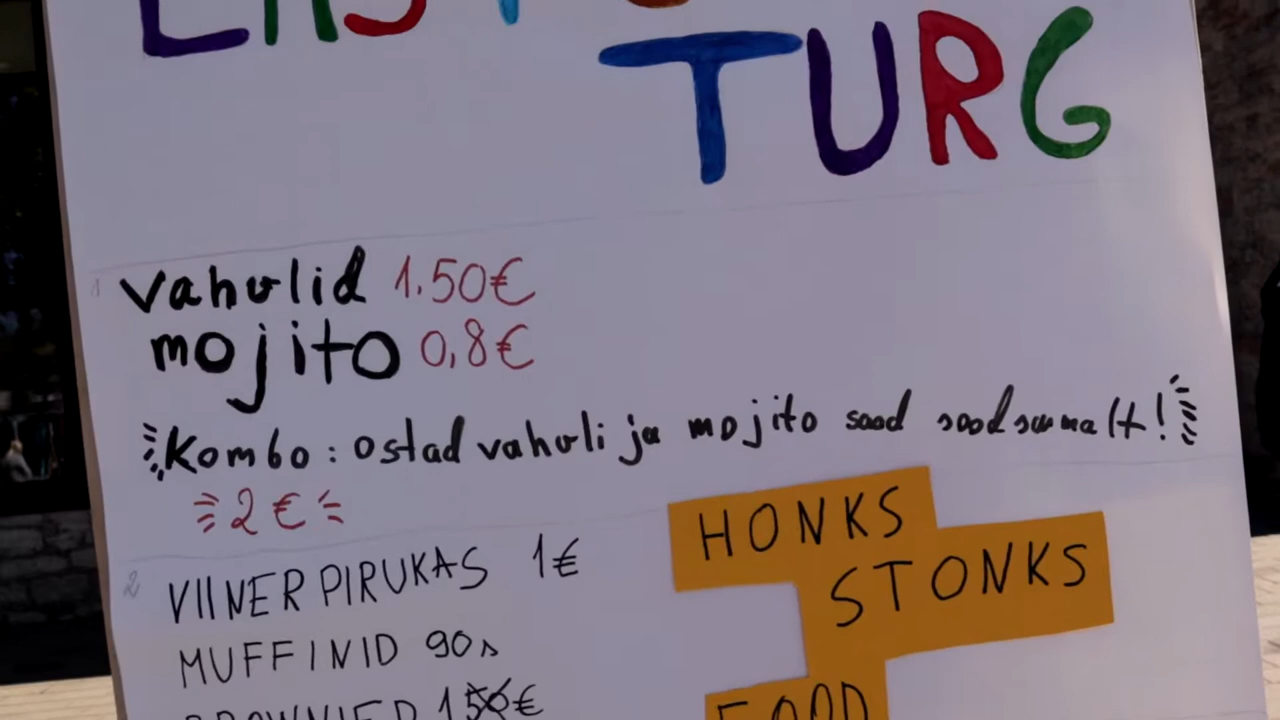 TURG
vahvlid 1.50€
mojito 0,8€
Kombo: ostad vahvli ja mojito saad soodsamalt!
2€
VIINERPIRUKAS 1€
MUFFINID 90s
HONKS
STONKS
FOOD